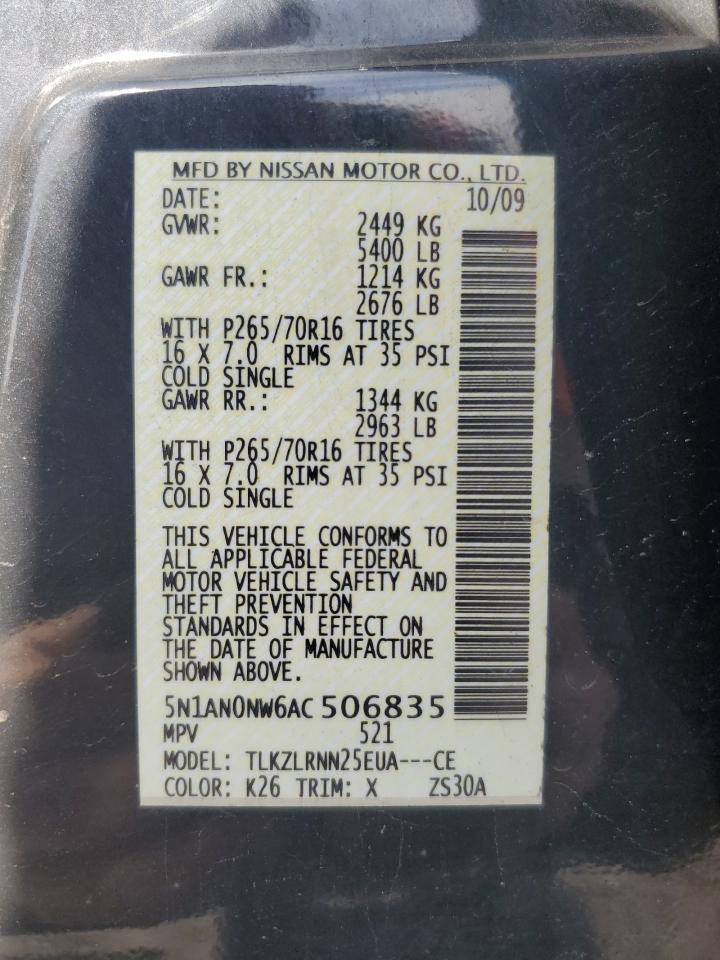 MFD BY NISSAN MOTOR CO., LTD.
DATE: 10/09
GVWR: 2449 KG
5400 LB
GAWR FR.: 1214 KG
2676 LB
WITH P265/70R16 TIRES
16 X 7.0 RIMS AT 35 PSI
COLD SINGLE
GAWR RR.: 1344 KG
2963 LB
WITH P265/70R16 TIRES
16 X 7.0 RIMS AT 35 PSI
COLD SINGLE
THIS VEHICLE CONFORMS TO
ALL APPLICABLE FEDERAL
MOTOR VEHICLE SAFETY AND
THEFT PREVENTION
STANDARDS IN EFFECT ON
THE DATE OF MANUFACTURE
SHOWN ABOVE.
5N1AN0NW6AC 506835
MPV 521
MODEL: TLKZLRNN25EUA---CE
COLOR: K26 TRIM: X ZS30A